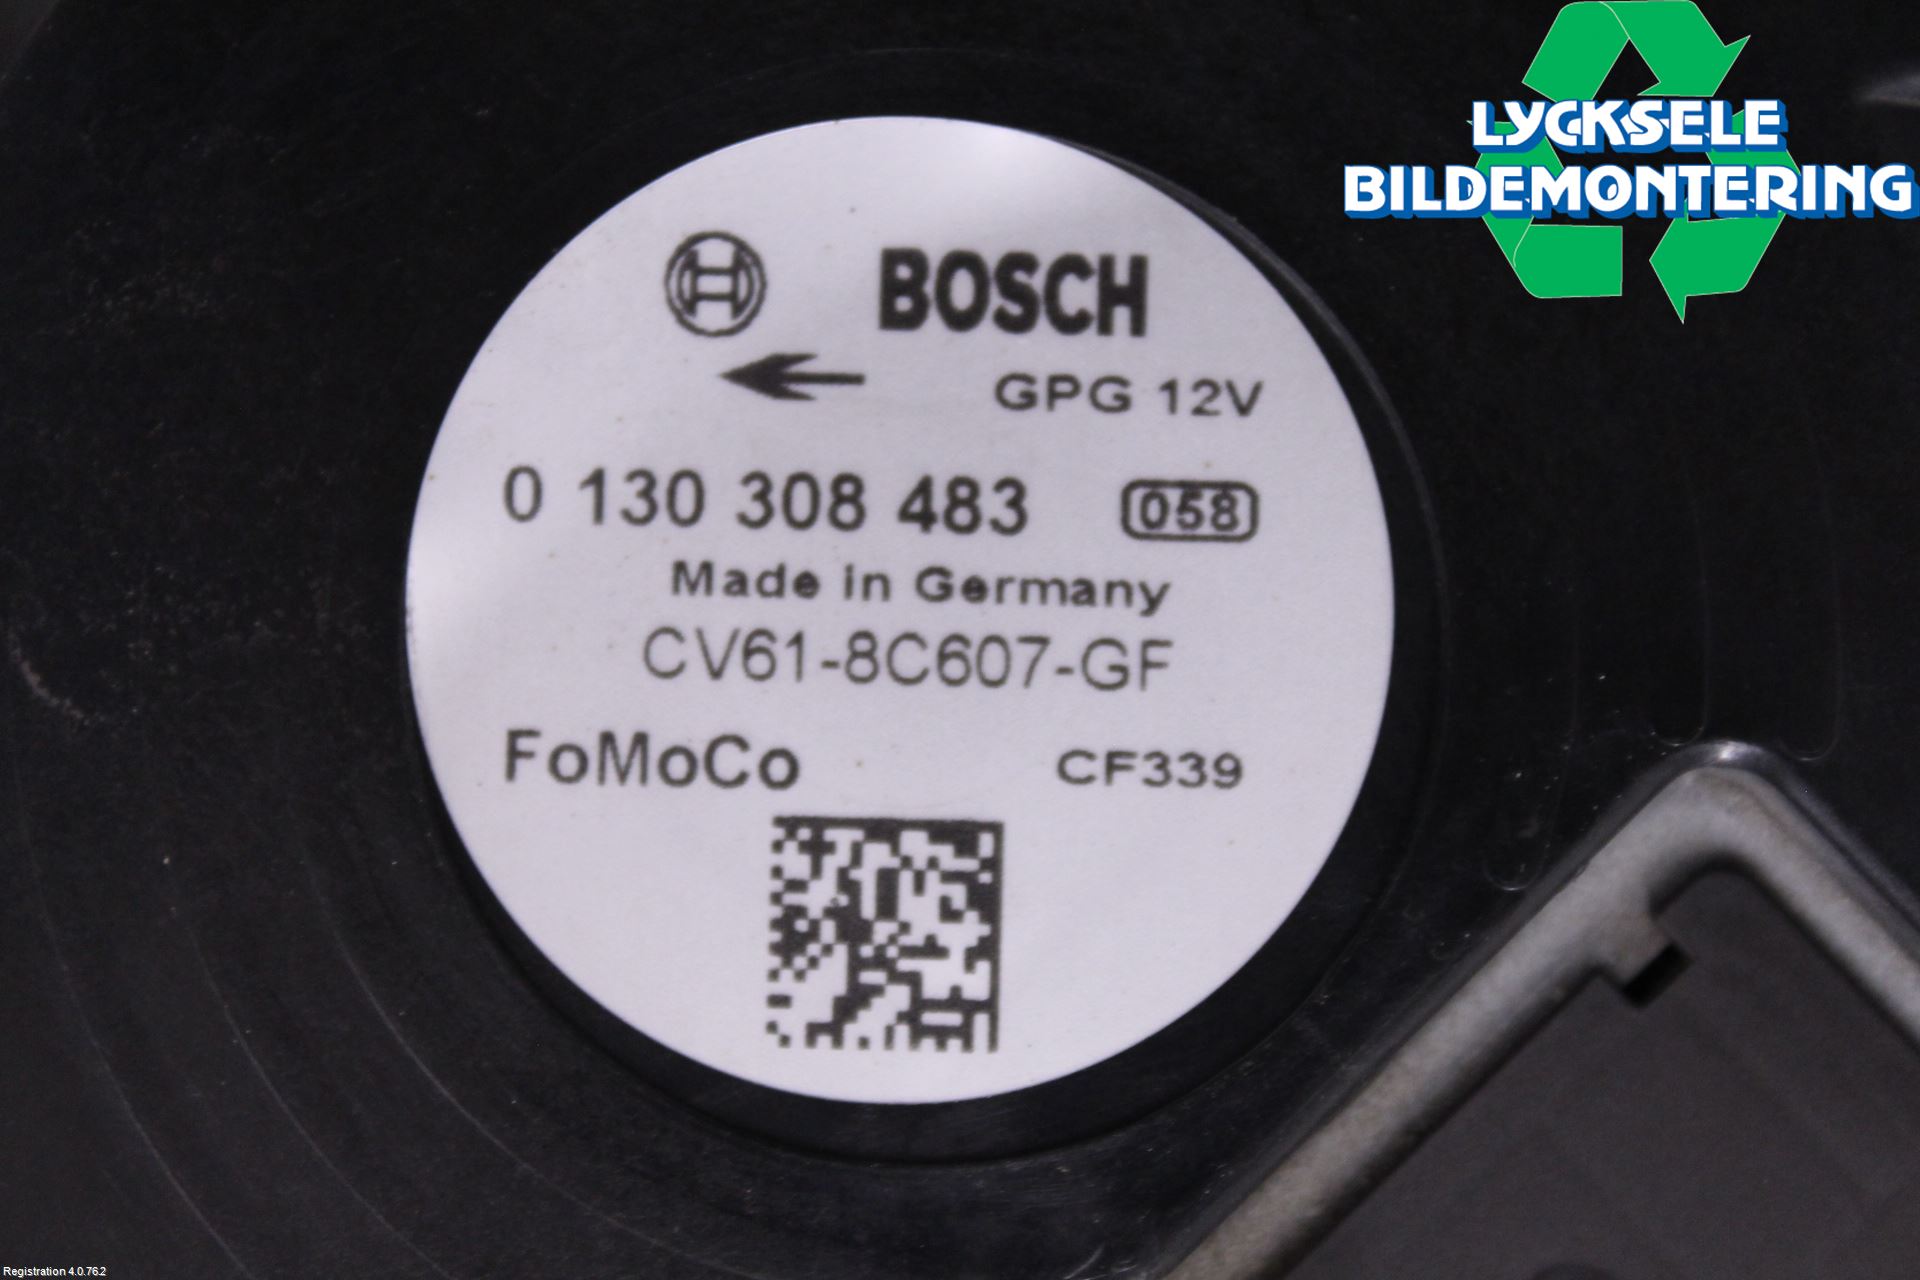 LYCKSELE
BILDEMONTERING
BOSCH
GPG 12V
0 130 308 483 058
Made in Germany
CV61-8C607-GF
FoMoCo CF339
Registration 4.0.76.2